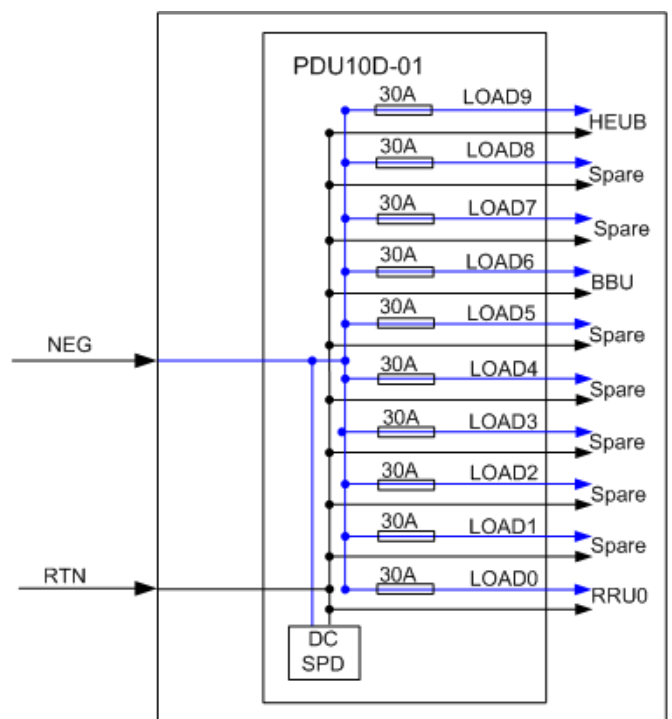 PDU10D-01
30A LOAD9
HEUB
30A LOAD8
Spare
30A LOAD7
Spare
30A LOAD6
BBU
30A LOAD5
Spare
NEG
30A LOAD4
Spare
30A LOAD3
Spare
30A LOAD2
Spare
30A LOAD1
Spare
RTN
30A LOAD0
RRU0
DC
SPD